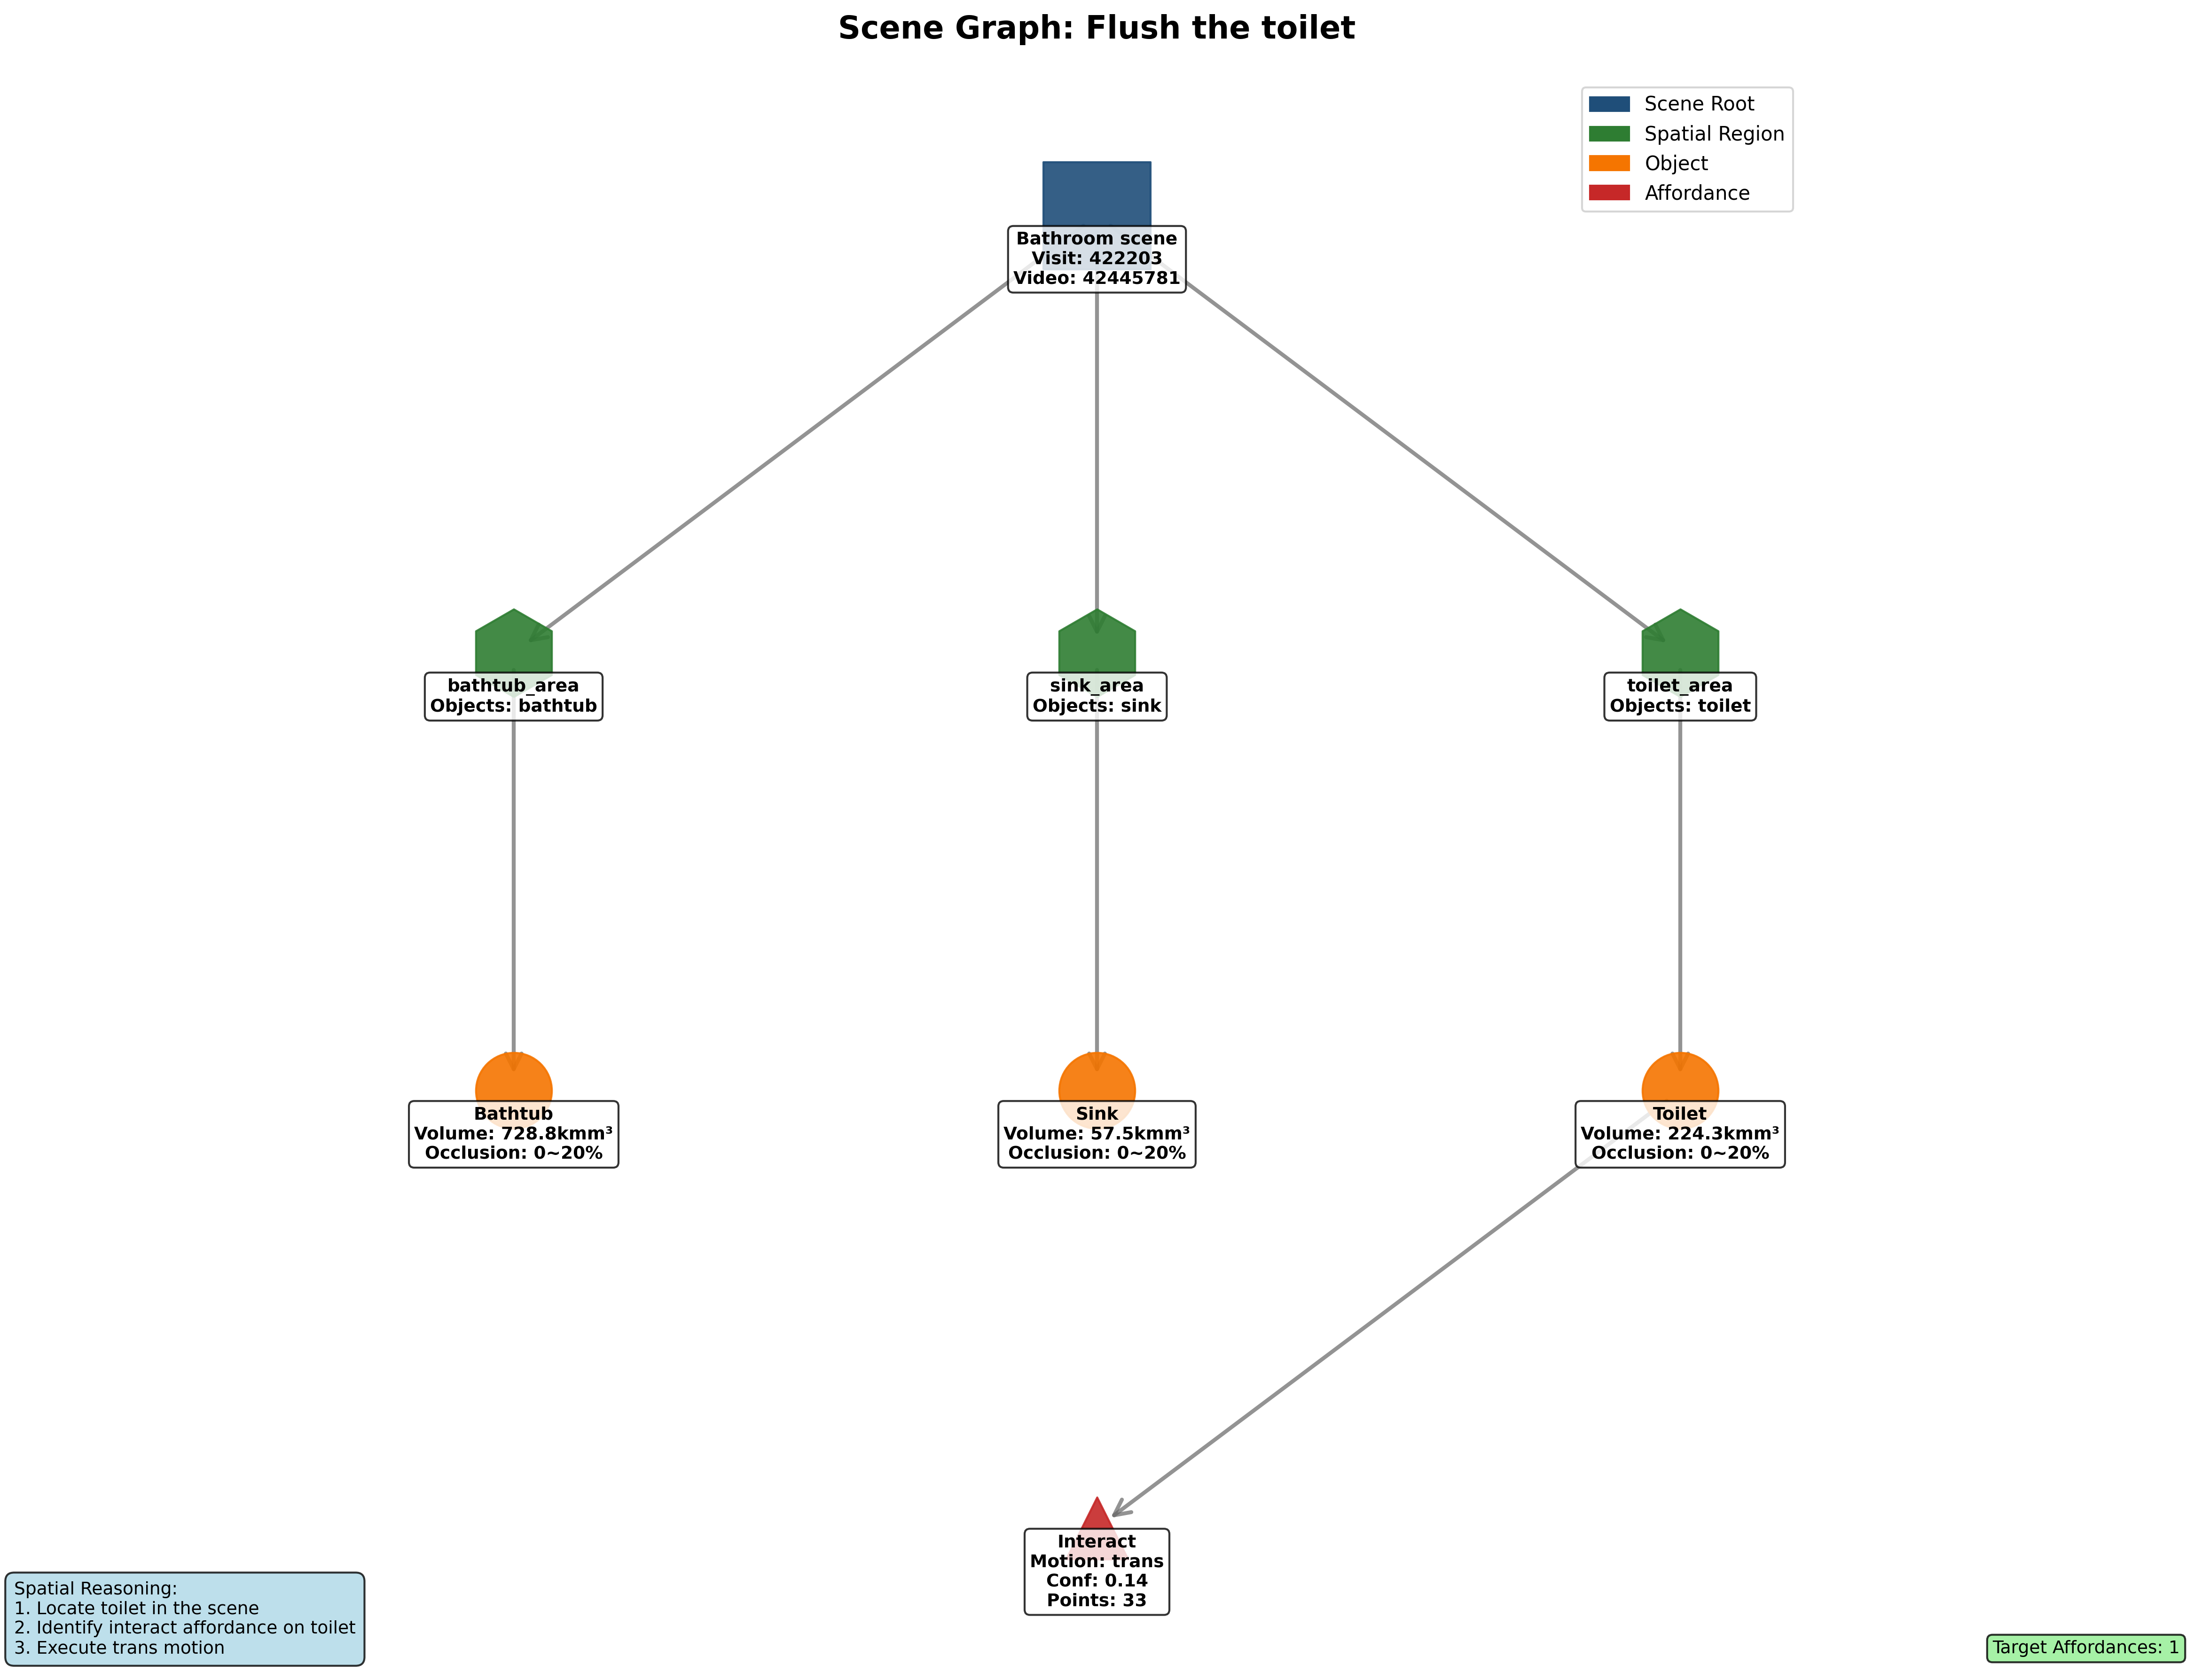 Scene Graph: Flush the toilet
Scene Root
Spatial Region
Object
Affordance
Bathroom scene
Visit: 422203
Video: 42445781
bathtub_area
Objects: bathtub
sink_area
Objects: sink
toilet_area
Objects: toilet
Bathtub
Volume: 728.8kmm³
Occlusion: 0~20%
Sink
Volume: 57.5kmm³
Occlusion: 0~20%
Toilet
Volume: 224.3kmm³
Occlusion: 0~20%
Interact
Motion: trans
Conf: 0.14
Points: 33
Spatial Reasoning:
1. Locate toilet in the scene
2. Identify interact affordance on toilet
3. Execute trans motion
Target Affordances: 1